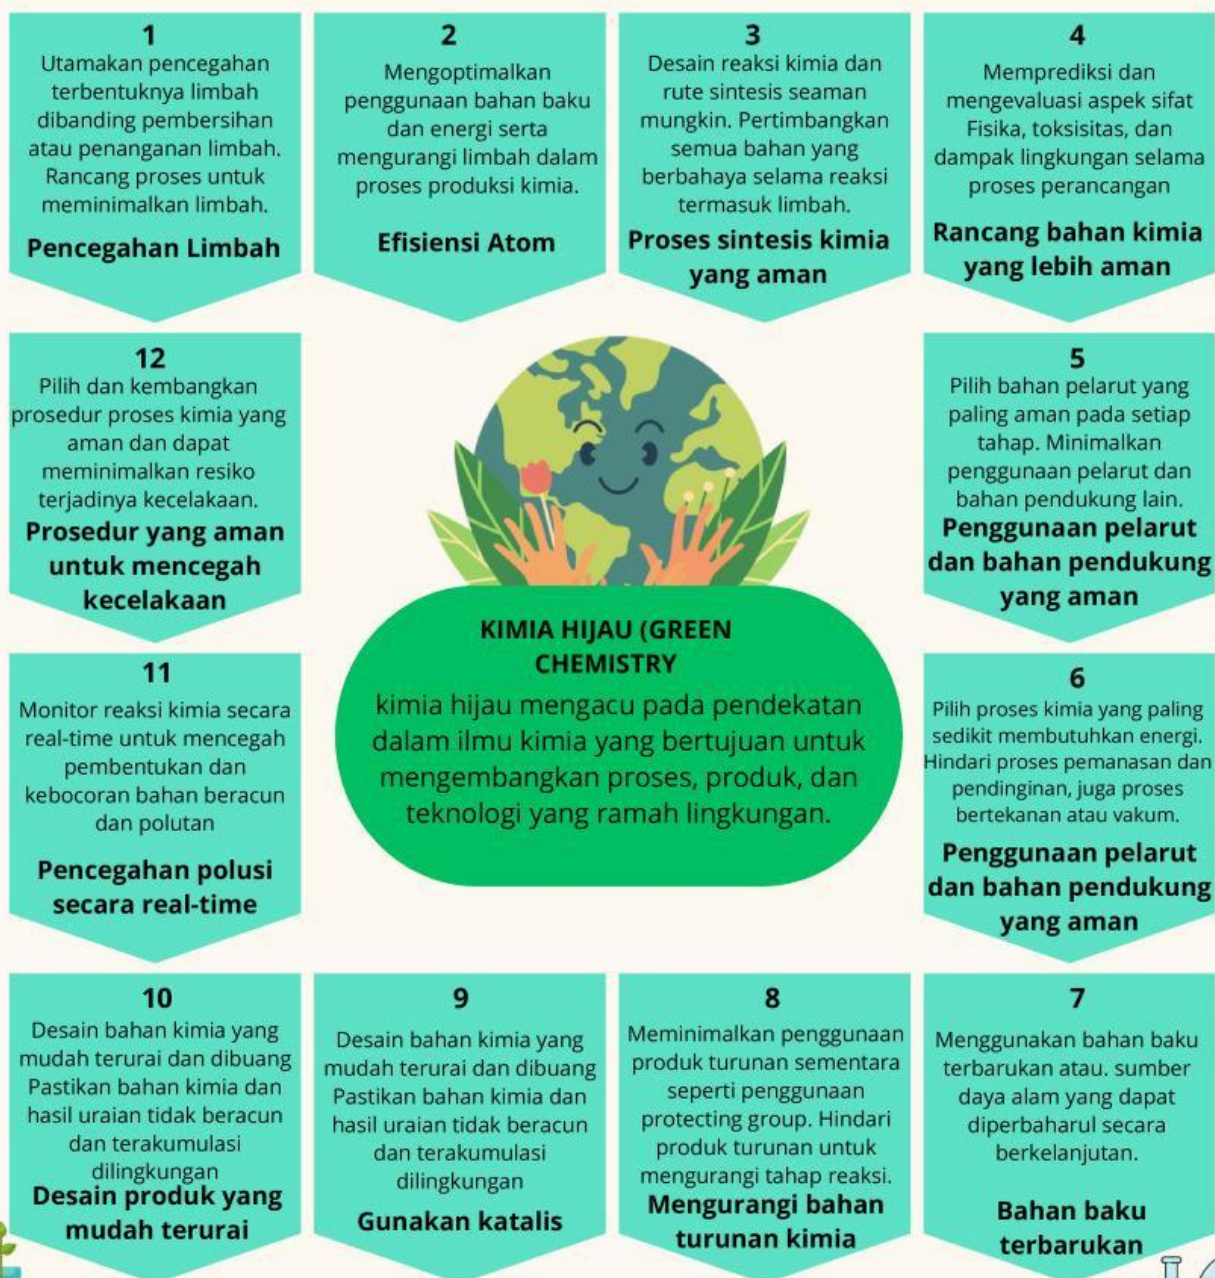 1
Utamakan pencegahan
terbentuknya limbah
dibanding pembersihan
atau penanganan limbah.
Rancang proses untuk
meminimalkan limbah.
Pencegahan Limbah
2
Mengoptimalkan
penggunaan bahan baku
dan energi serta
mengurangi limbah dalam
proses produksi kimia.
Efisiensi Atom
3
Desain reaksi kimia dan
rute sintesis seaman
mungkin. Pertimbangkan
semua bahan yang
berbahaya selama reaksi
termasuk limbah.
Proses sintesis kimia
yang aman
4
Memprediksi dan
mengevaluasi aspek sifat
Fisika, toksisitas, dan
dampak lingkungan selama
proses perancangan
Rancang bahan kimia
yang lebih aman
12
Pilih dan kembangkan
prosedur proses kimia yang
aman dan dapat
meminimalkan resiko
terjadinya kecelakaan.
Prosedur yang aman
untuk mencegah
kecelakaan
5
Pilih bahan pelarut yang
paling aman pada setiap
tahap. Minimalkan
penggunaan pelarut dan
bahan pendukung lain.
Penggunaan pelarut
dan bahan pendukung
yang aman
KIMIA HIJAU (GREEN
CHEMISTRY
kimia hijau mengacu pada pendekatan
dalam ilmu kimia yang bertujuan untuk
mengembangkan proses, produk, dan
teknologi yang ramah lingkungan.
11
Monitor reaksi kimia secara
real-time untuk mencegah
pembentukan dan
kebocoran bahan beracun
dan polutan
Pencegahan polusi
secara real-time
6
Pilih proses kimia yang paling
sedikit membutuhkan energi.
Hindari proses pemanasan dan
pendinginan, juga proses
bertekanan atau vakum.
Penggunaan pelarut
dan bahan pendukung
yang aman
10
Desain bahan kimia yang
mudah terurai dan dibuang
Pastikan bahan kimia dan
hasil uraian tidak beracun
dan terakumulasi
dilingkungan
Desain produk yang
mudah terurai
9
Desain bahan kimia yang
mudah terurai dan dibuang
Pastikan bahan kimia dan
hasil uraian tidak beracun
dan terakumulasi
dilingkungan
Gunakan katalis
8
Meminimalkan penggunaan
produk turunan sementara
seperti penggunaan
protecting group. Hindari
produk turunan untuk
mengurangi tahap reaksi.
Mengurangi bahan
turunan kimia
7
Menggunakan bahan baku
terbarukan atau. sumber
daya alam yang dapat
diperbaharul secara
berkelanjutan.
Bahan baku
terbarukan